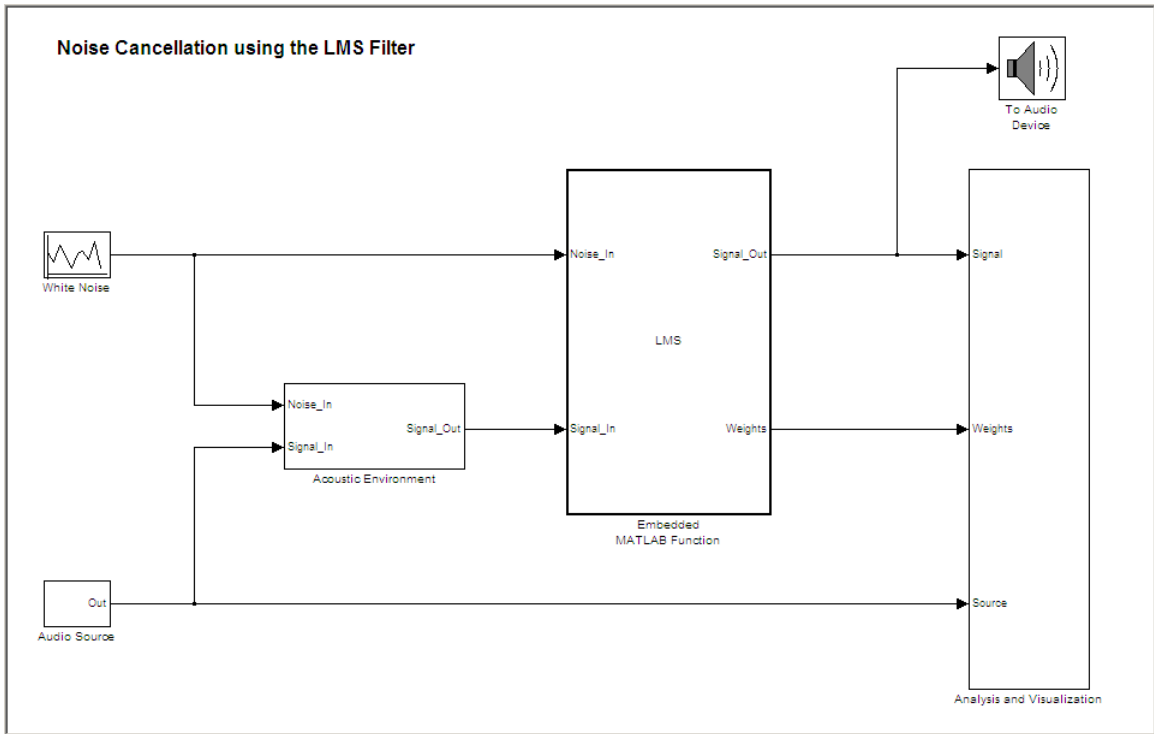 Noise Cancellation using the LMS Filter
To Audio
Device
White Noise
Noise_In
Signal_Out
LMS
Signal_In
Weights
Embedded
MATLAB Function
Noise_In
Signal_In
Signal_Out
Acoustic Environment
Out
Audio Source
Signal
Weights
Source
Analysis and Visualization